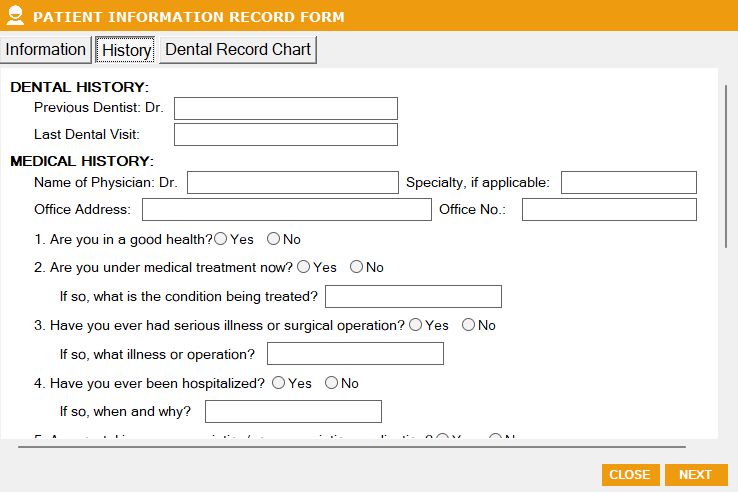 PATIENT INFORMATION RECORD FORM
Information History Dental Record Chart
DENTAL HISTORY:
Previous Dentist: Dr.
Last Dental Visit:
MEDICAL HISTORY:
Name of Physician: Dr. Specialty, if applicable:
Office Address: Office No.:
1. Are you in a good health? Yes No
2. Are you under medical treatment now? Yes No
If so, what is the condition being treated?
3. Have you ever had serious illness or surgical operation? Yes No
If so, what illness or operation?
4. Have you ever been hospitalized? Yes No
If so, when and why?
CLOSE NEXT